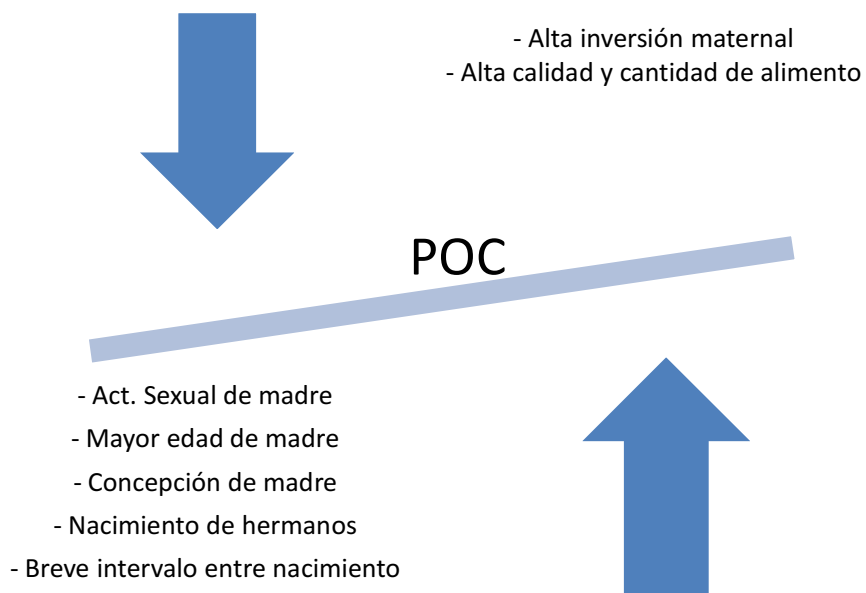 - Alta inversión maternal
- Alta calidad y cantidad de alimento
POC
- Act. Sexual de madre
- Mayor edad de madre
- Concepción de madre
- Nacimiento de hermanos
- Breve intervalo entre nacimiento